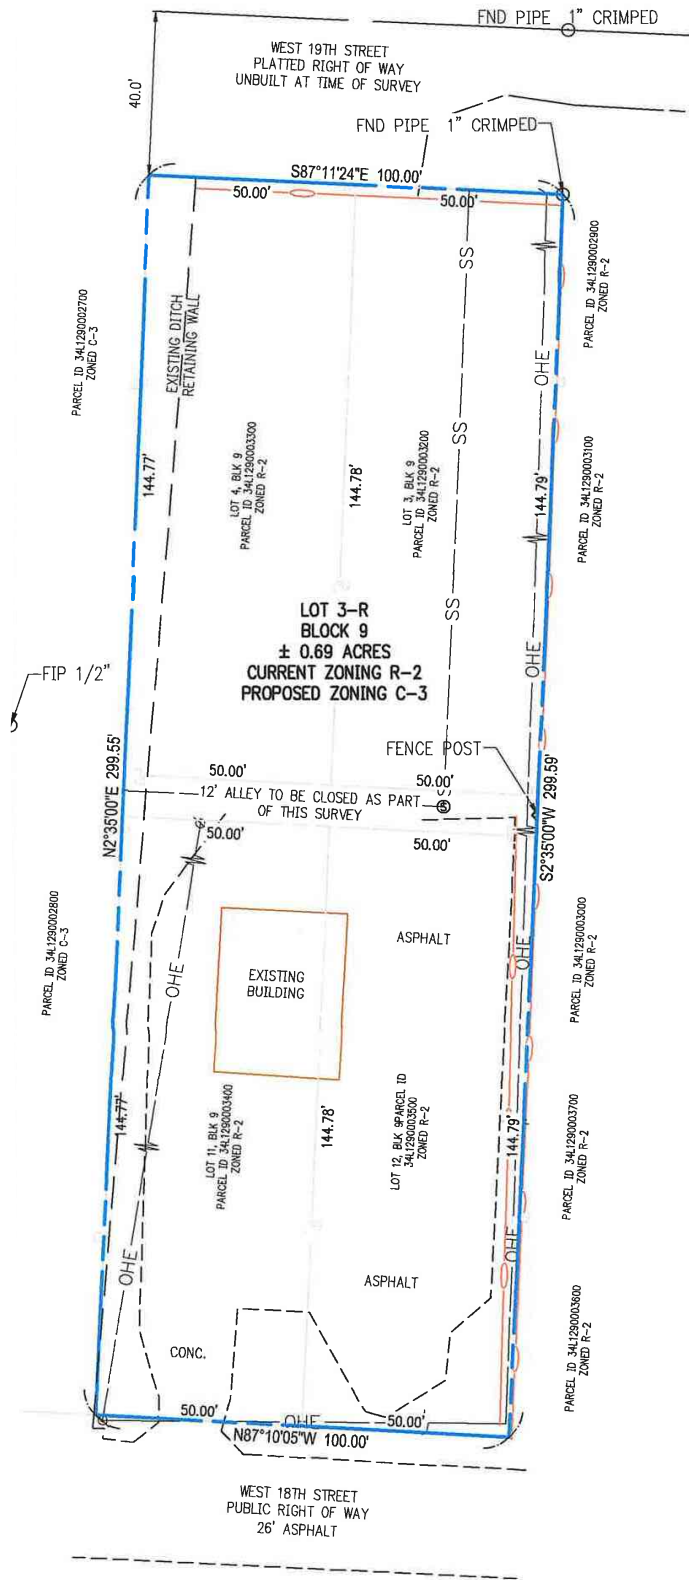 FND PIPE 1" CRIMPED
WEST 19TH STREET
PLATTED RIGHT OF WAY
UNBUILT AT TIME OF SURVEY
40.0'
FND PIPE 1" CRIMPED
S87°11'24"E 100.00'
50.00'
50.00'
SS
OHE
PARCEL ID 34L1290002900
ZONED R-2
PARCEL ID 34L1290002700
ZONED C-3
EXISTING DITCH
RETAINING WALL
144.77'
LOT 4, BLK 9
PARCEL ID 34L1290003300
ZONED R-2
144.78'
LOT 3, BLK 9
PARCEL ID 34L1290003200
ZONED R-2
SS
144.79'
PARCEL ID 34L1290003100
ZONED R-2
SS
LOT 3-R
BLOCK 9
± 0.69 ACRES
CURRENT ZONING R-2
PROPOSED ZONING C-3
OHE
FIP 1/2"
FENCE POST
N2°35'00"E 299.55'
S2°35'00"W 299.59'
50.00'
50.00'
12' ALLEY TO BE CLOSED AS PART
OF THIS SURVEY
S
50.00'
50.00'
PARCEL ID 34L1290002800
ZONED C-3
OHE
ASPHALT
EXISTING
BUILDING
OHE
PARCEL ID 34L1290003000
ZONED R-2
144.77'
LOT 11, BLK 9
PARCEL ID 34L1290003400
ZONED R-2
144.78'
LOT 12, BLK 9PARCEL ID
34L1290003500
ZONED R-2
144.79'
PARCEL ID 34L1290003700
ZONED R-2
OHE
ASPHALT
OHE
PARCEL ID 34L1290003600
ZONED R-2
CONC.
50.00'
OHE
50.00'
N87°10'05"W 100.00'
WEST 18TH STREET
PUBLIC RIGHT OF WAY
26' ASPHALT